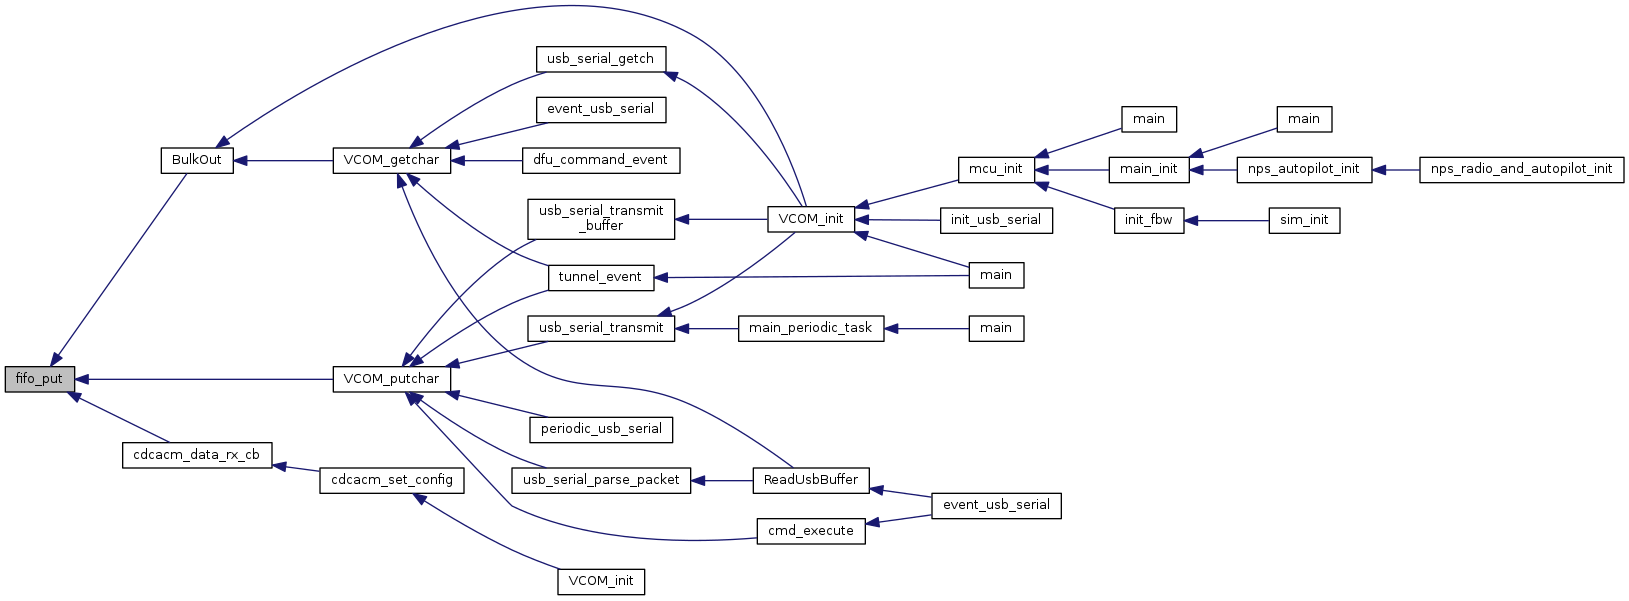 usb_serial_getch
event_usb_serial
main
main
BulkOut
VCOM_getchar
dfu_command_event
mcu_init
main_init
nps_autopilot_init
nps_radio_and_autopilot_init
usb_serial_transmit
_buffer
VCOM_init
init_usb_serial
init_fbw
sim_init
tunnel_event
main
usb_serial_transmit
main_periodic_task
main
fifo_put
VCOM_putchar
periodic_usb_serial
cdcacm_data_rx_cb
cdcacm_set_config
usb_serial_parse_packet
ReadUsbBuffer
event_usb_serial
cmd_execute
VCOM_init